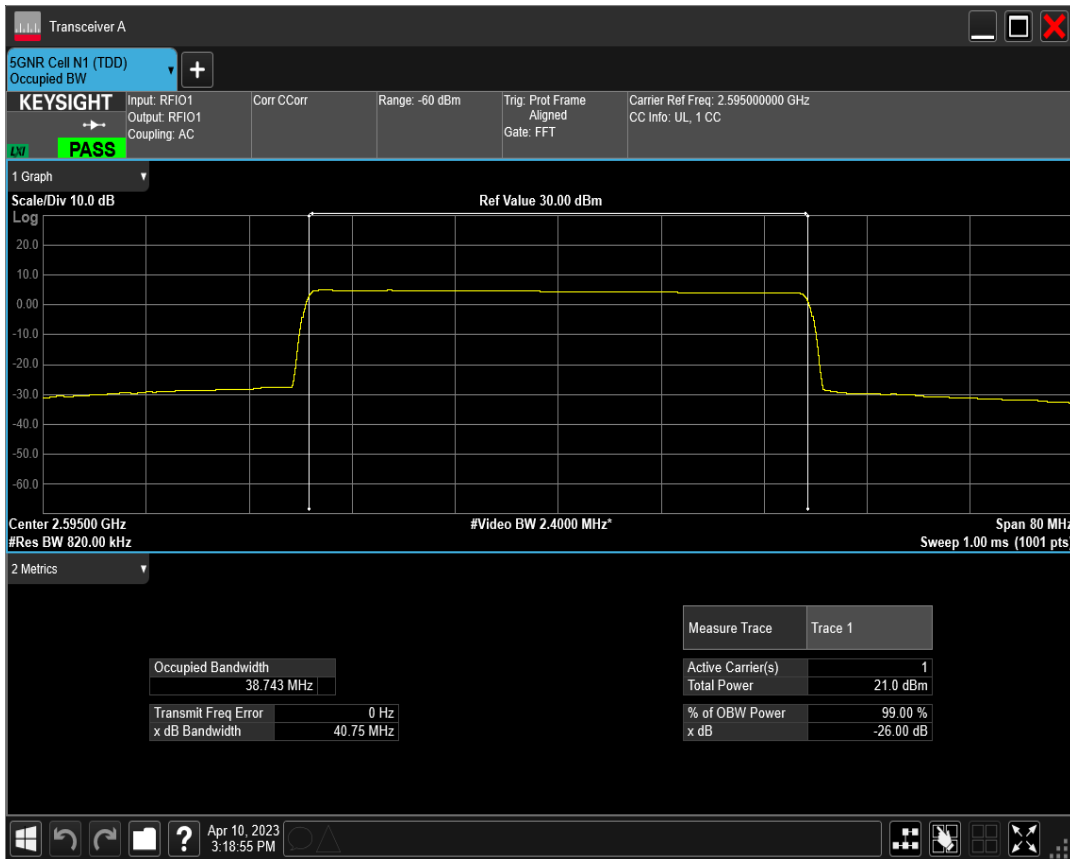 Transceiver A
5GNR Cell N1 (TDD)
Occupied BW
+
KEYSIGHT
LXI
PASS
Input: RFIO1
Output: RFIO1
Coupling: AC
Corr CCorr
Range: -60 dBm
Trig: Prot Frame
Aligned
Gate: FFT
Carrier Ref Freq: 2.595000000 GHz
CC Info: UL, 1 CC
1 Graph
Scale/Div 10.0 dB
Ref Value 30.00 dBm
Log
20.0
10.0
0.00
-10.0
-20.0
-30.0
-40.0
-50.0
-60.0
Center 2.59500 GHz
#Video BW 2.4000 MHz*
Span 80 MHz
#Res BW 820.00 kHz
Sweep 1.00 ms (1001 pts)
2 Metrics
Measure Trace Trace 1
Occupied Bandwidth
38.743 MHz
Active Carrier(s) 1
Total Power 21.0 dBm
Transmit Freq Error 0 Hz
x dB Bandwidth 40.75 MHz
% of OBW Power 99.00 %
x dB -26.00 dB
?
Apr 10, 2023
3:18:55 PM